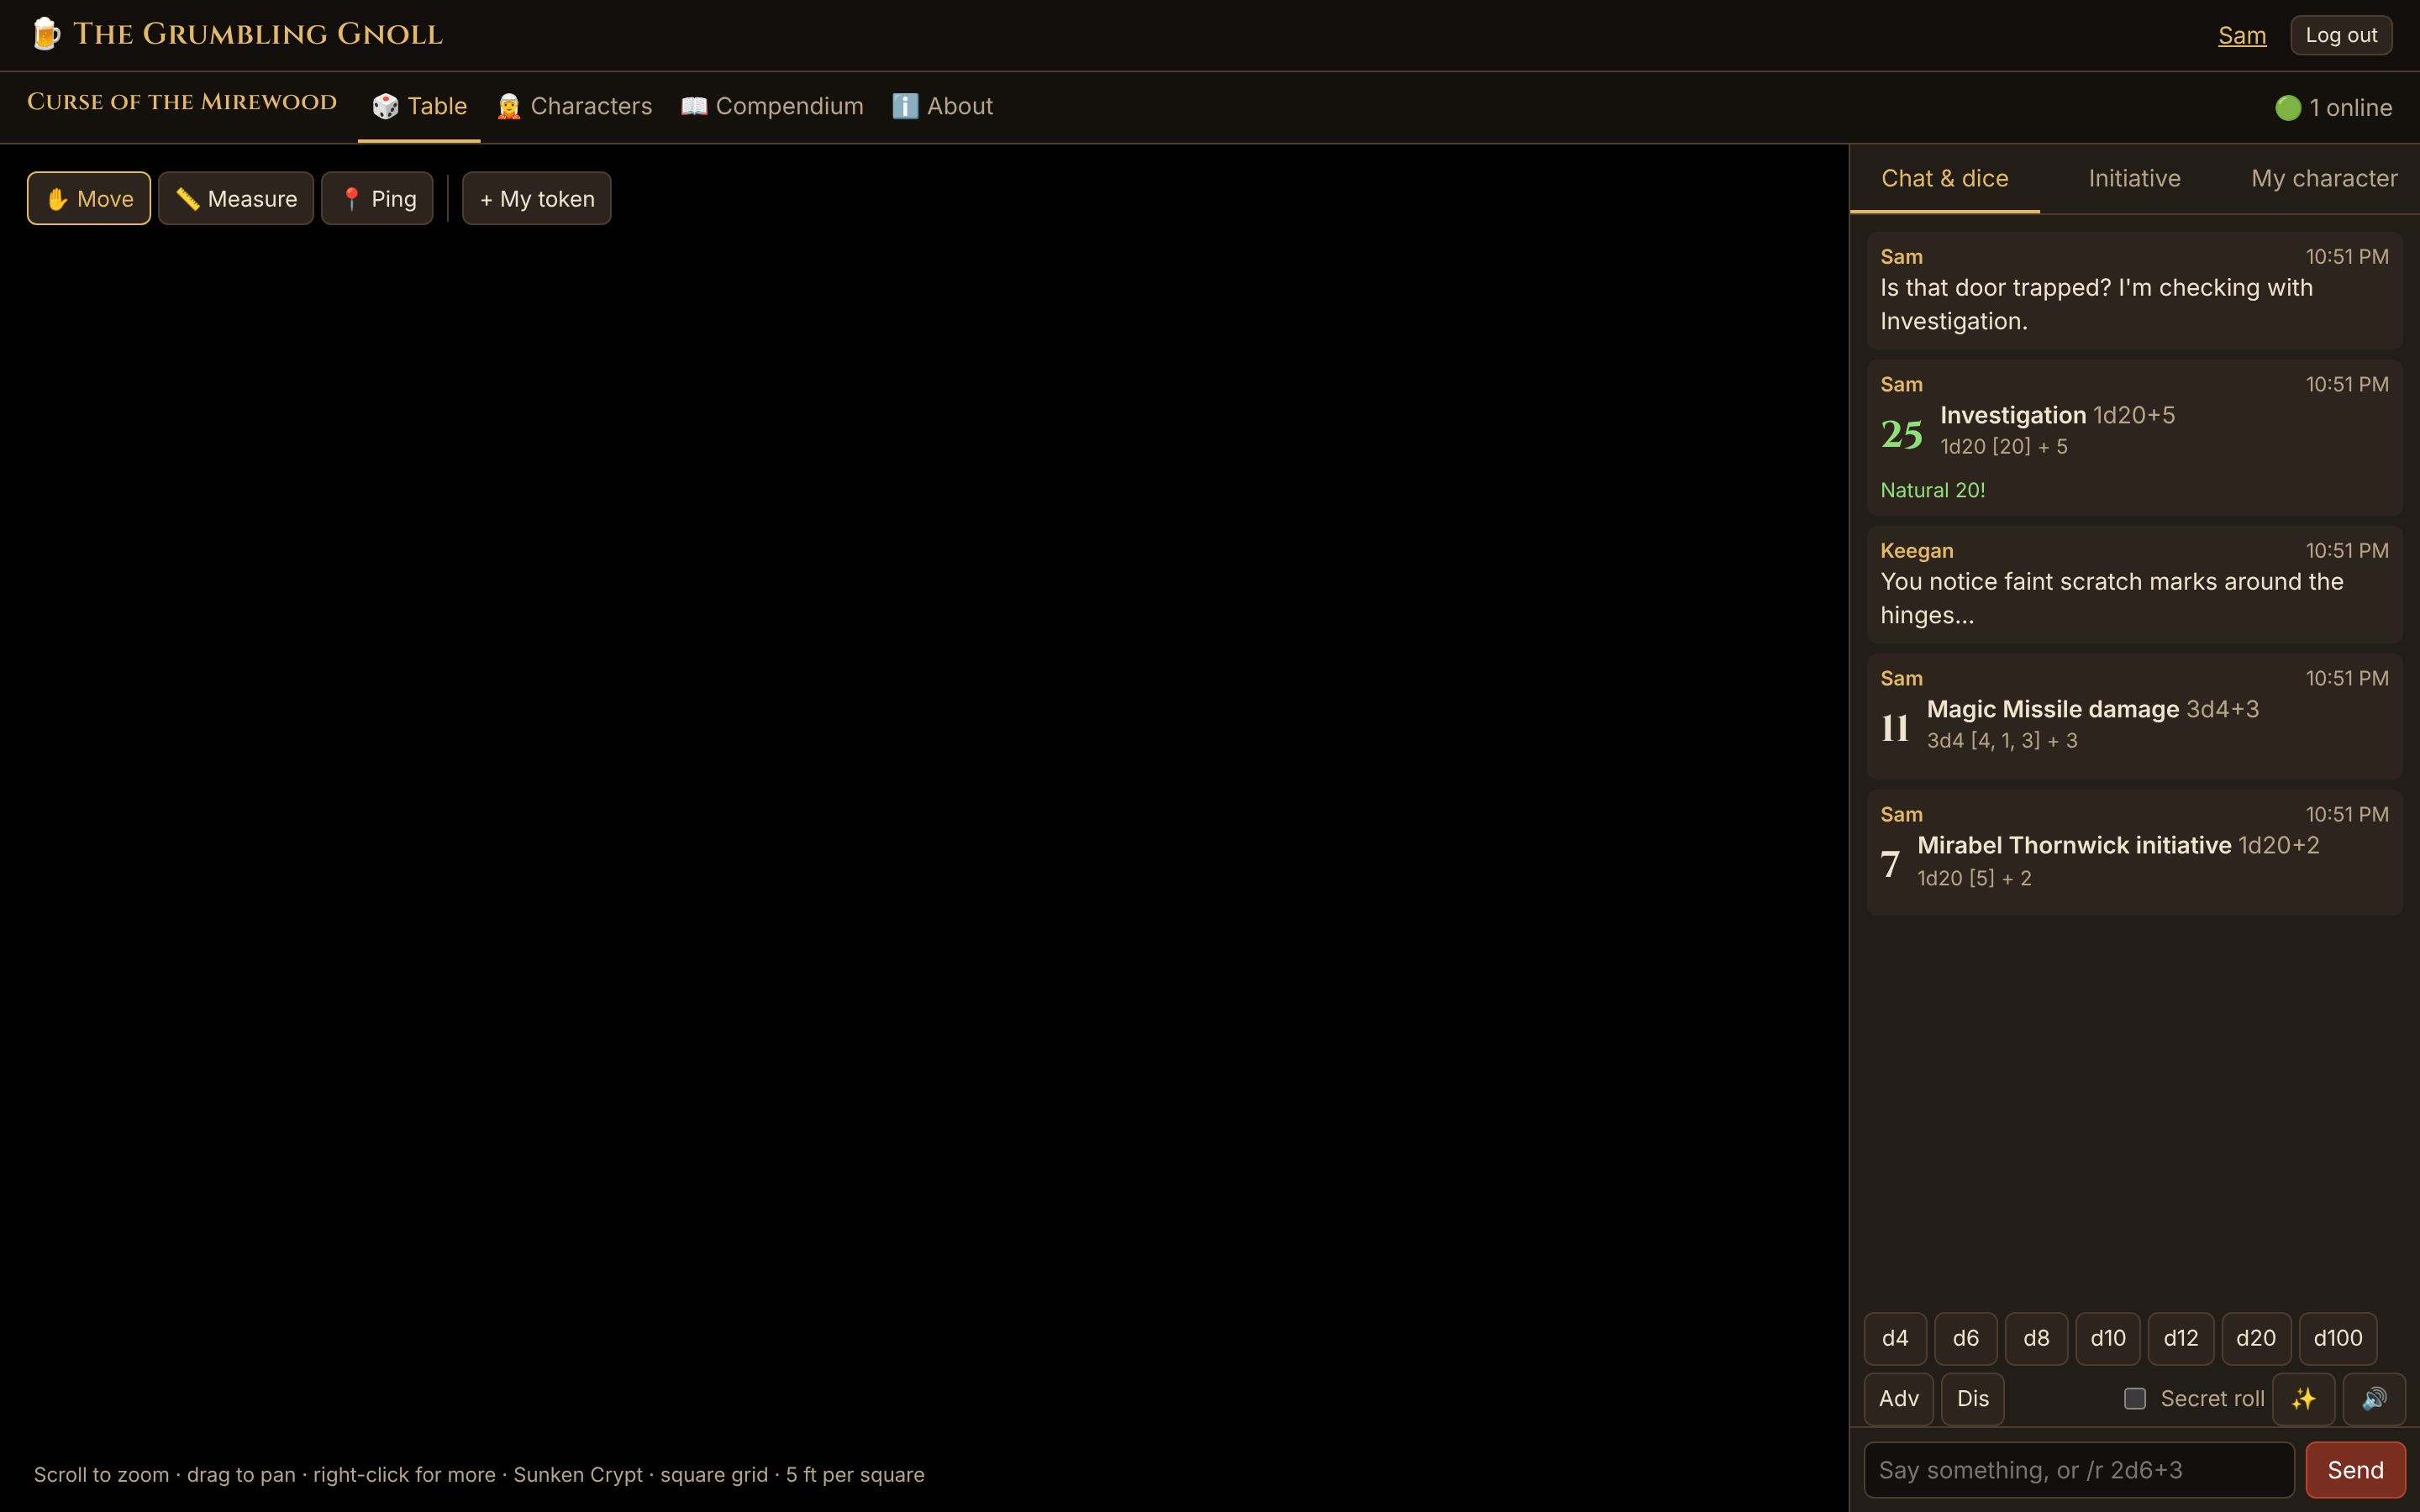 The Grumbling Gnoll
Sam
Log out
Curse of the Mirewood
Table
Characters
Compendium
About
1 online
Move
Measure
Ping
+ My token
Chat & dice
Initiative
My character
Sam
10:51 PM
Is that door trapped? I'm checking with
Investigation.
Sam
10:51 PM
25
Investigation 1d20+5
1d20 [20] + 5
Natural 20!
Keegan
10:51 PM
You notice faint scratch marks around the
hinges...
Sam
10:51 PM
11
Magic Missile damage 3d4+3
3d4 [4, 1, 3] + 3
Sam
10:51 PM
7
Mirabel Thornwick initiative 1d20+2
1d20 [5] + 2
d4
d6
d8
d10
d12
d20
d100
Adv
Dis
Secret roll
Say something, or /r 2d6+3
Send
Scroll to zoom · drag to pan · right-click for more · Sunken Crypt · square grid · 5 ft per square